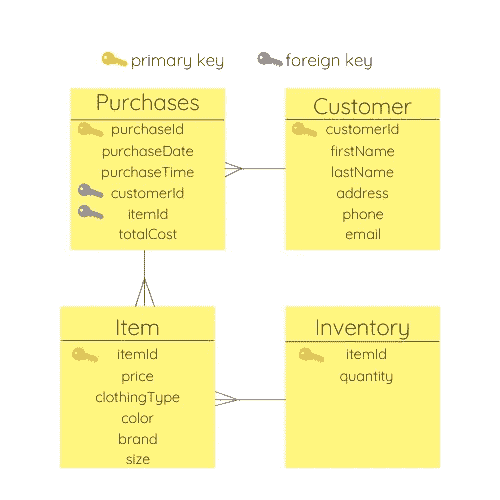 primary key foreign key
Purchases
purchaseId
purchaseDate
purchaseTime
customerId
itemId
totalCost
Customer
customerId
firstName
lastName
address
phone
email
Item
itemId
price
clothingType
color
brand
size
Inventory
itemId
quantity